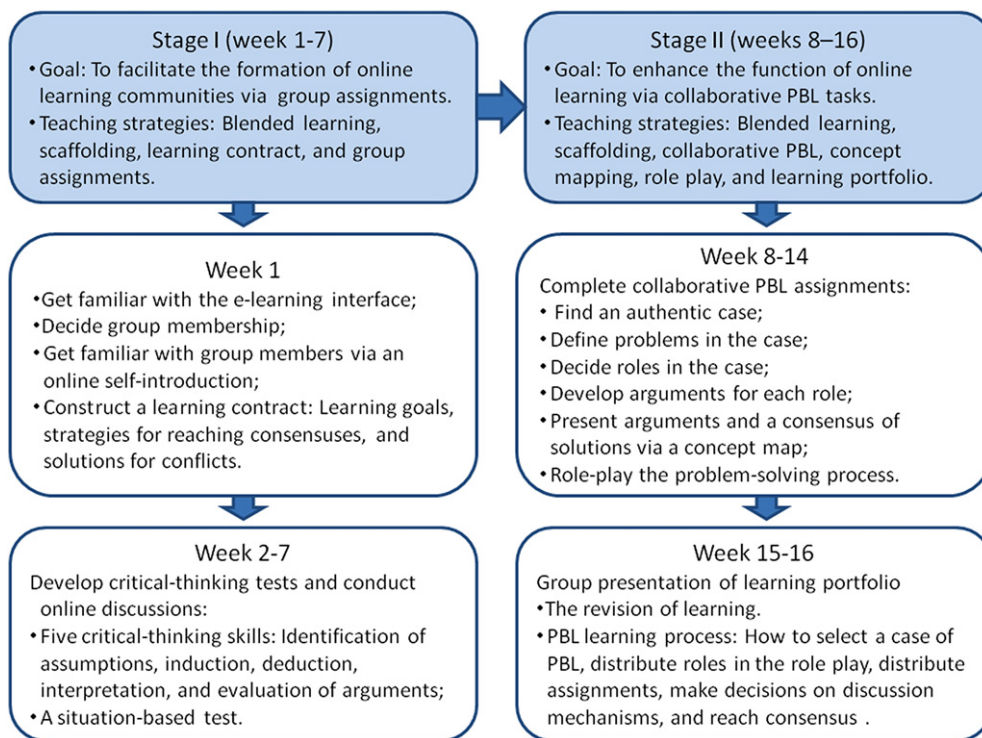 Stage I (week 1-7)
• Goal: To facilitate the formation of online
learning communities via group assignments.
• Teaching strategies: Blended learning,
scaffolding, learning contract, and group
assignments.
Stage II (weeks 8–16)
• Goal: To enhance the function of online
learning via collaborative PBL tasks.
• Teaching strategies: Blended learning,
scaffolding, collaborative PBL, concept
mapping, role play, and learning portfolio.
Week 1
• Get familiar with the e-learning interface;
• Decide group membership;
• Get familiar with group members via an
online self-introduction;
• Construct a learning contract: Learning goals,
strategies for reaching consensuses, and
solutions for conflicts.
Week 8-14
Complete collaborative PBL assignments:
• Find an authentic case;
• Define problems in the case;
• Decide roles in the case;
• Develop arguments for each role;
• Present arguments and a consensus of
solutions via a concept map;
• Role-play the problem-solving process.
Week 2-7
Develop critical-thinking tests and conduct
online discussions:
• Five critical-thinking skills: Identification of
assumptions, induction, deduction,
interpretation, and evaluation of arguments;
• A situation-based test.
Week 15-16
Group presentation of learning portfolio
• The revision of learning.
• PBL learning process: How to select a case of
PBL, distribute roles in the role play, distribute
assignments, make decisions on discussion
mechanisms, and reach consensus .